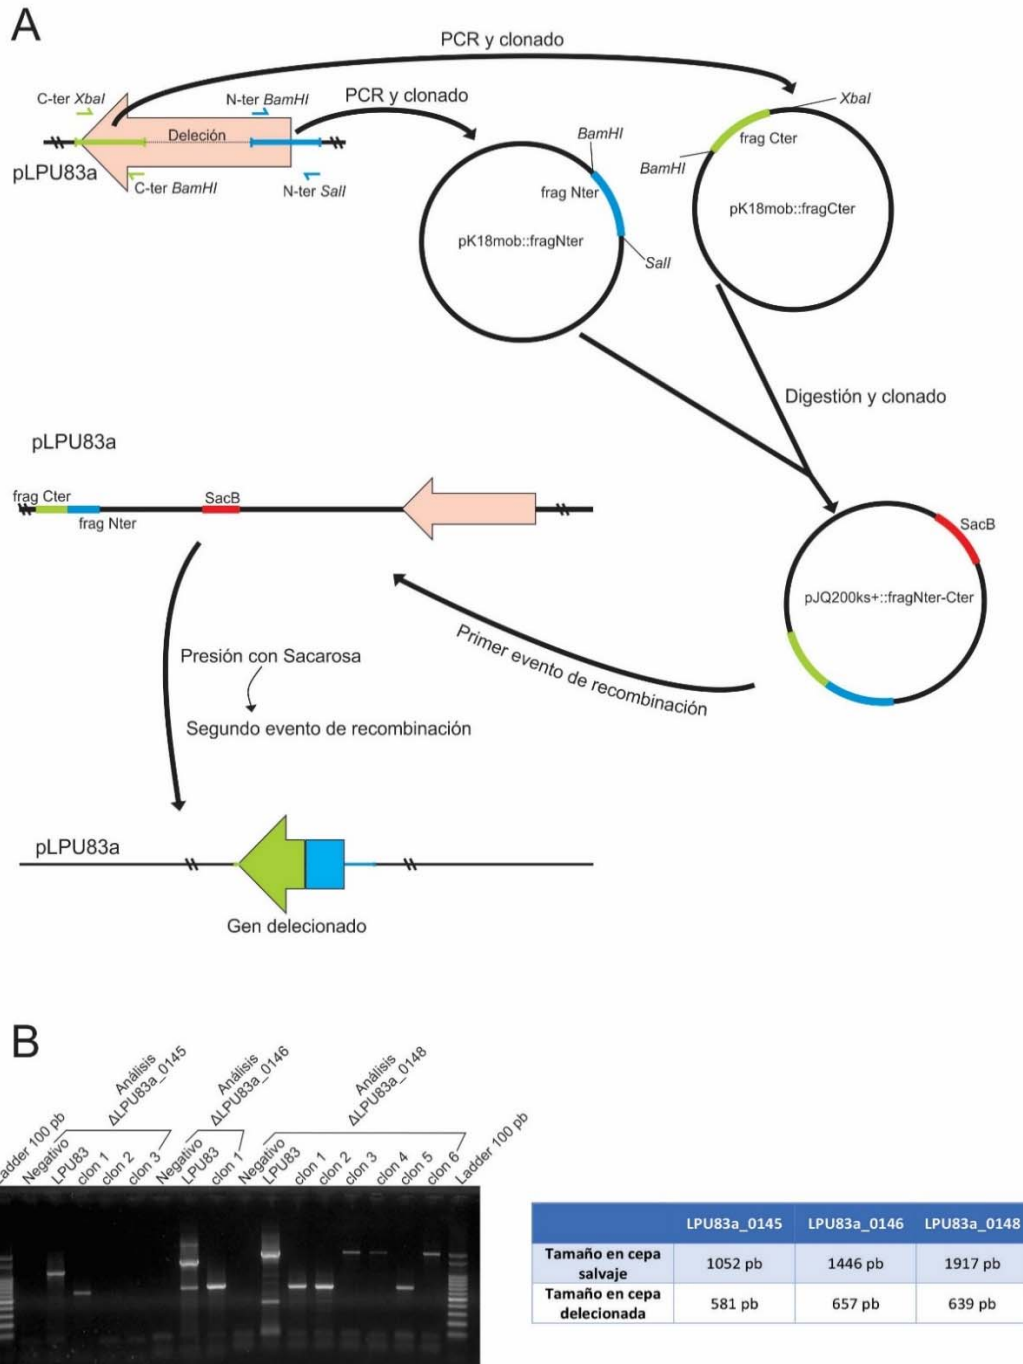 A
PCR y clonado
C-ter XbaI
N-ter BamHI
PCR y clonado
XbaI
BamHI
frag Cter
Deleción
BamHI
pLPU83a
C-ter BamHI
N-ter SalI
frag Nter
pK18mob::fragCter
pK18mob::fragNter
SalI
Digestión y clonado
pLPU83a
frag Cter
SacB
frag Nter
SacB
pJQ200ks+::fragNter-Cter
Primer evento de recombinación
Presión con Sacarosa
Segundo evento de recombinación
pLPU83a
Gen delecionado
B
Análisis
ΔLPU83a_0145
Análisis
ΔLPU83a_0146
Análisis
ΔLPU83a_0148
Ladder 100 pb
Negativo
LPU83
clon 1
clon 2
clon 3
Negativo
LPU83
clon 1
Negativo
LPU83
clon 1
clon 2
clon 3
clon 4
clon 5
clon 6
Ladder 100 pb
LPU83a_0145 LPU83a_0146 LPU83a_0148
Tamaño en cepa
salvaje
1052 pb 1446 pb 1917 pb
Tamaño en cepa
delecionada
581 pb 657 pb 639 pb